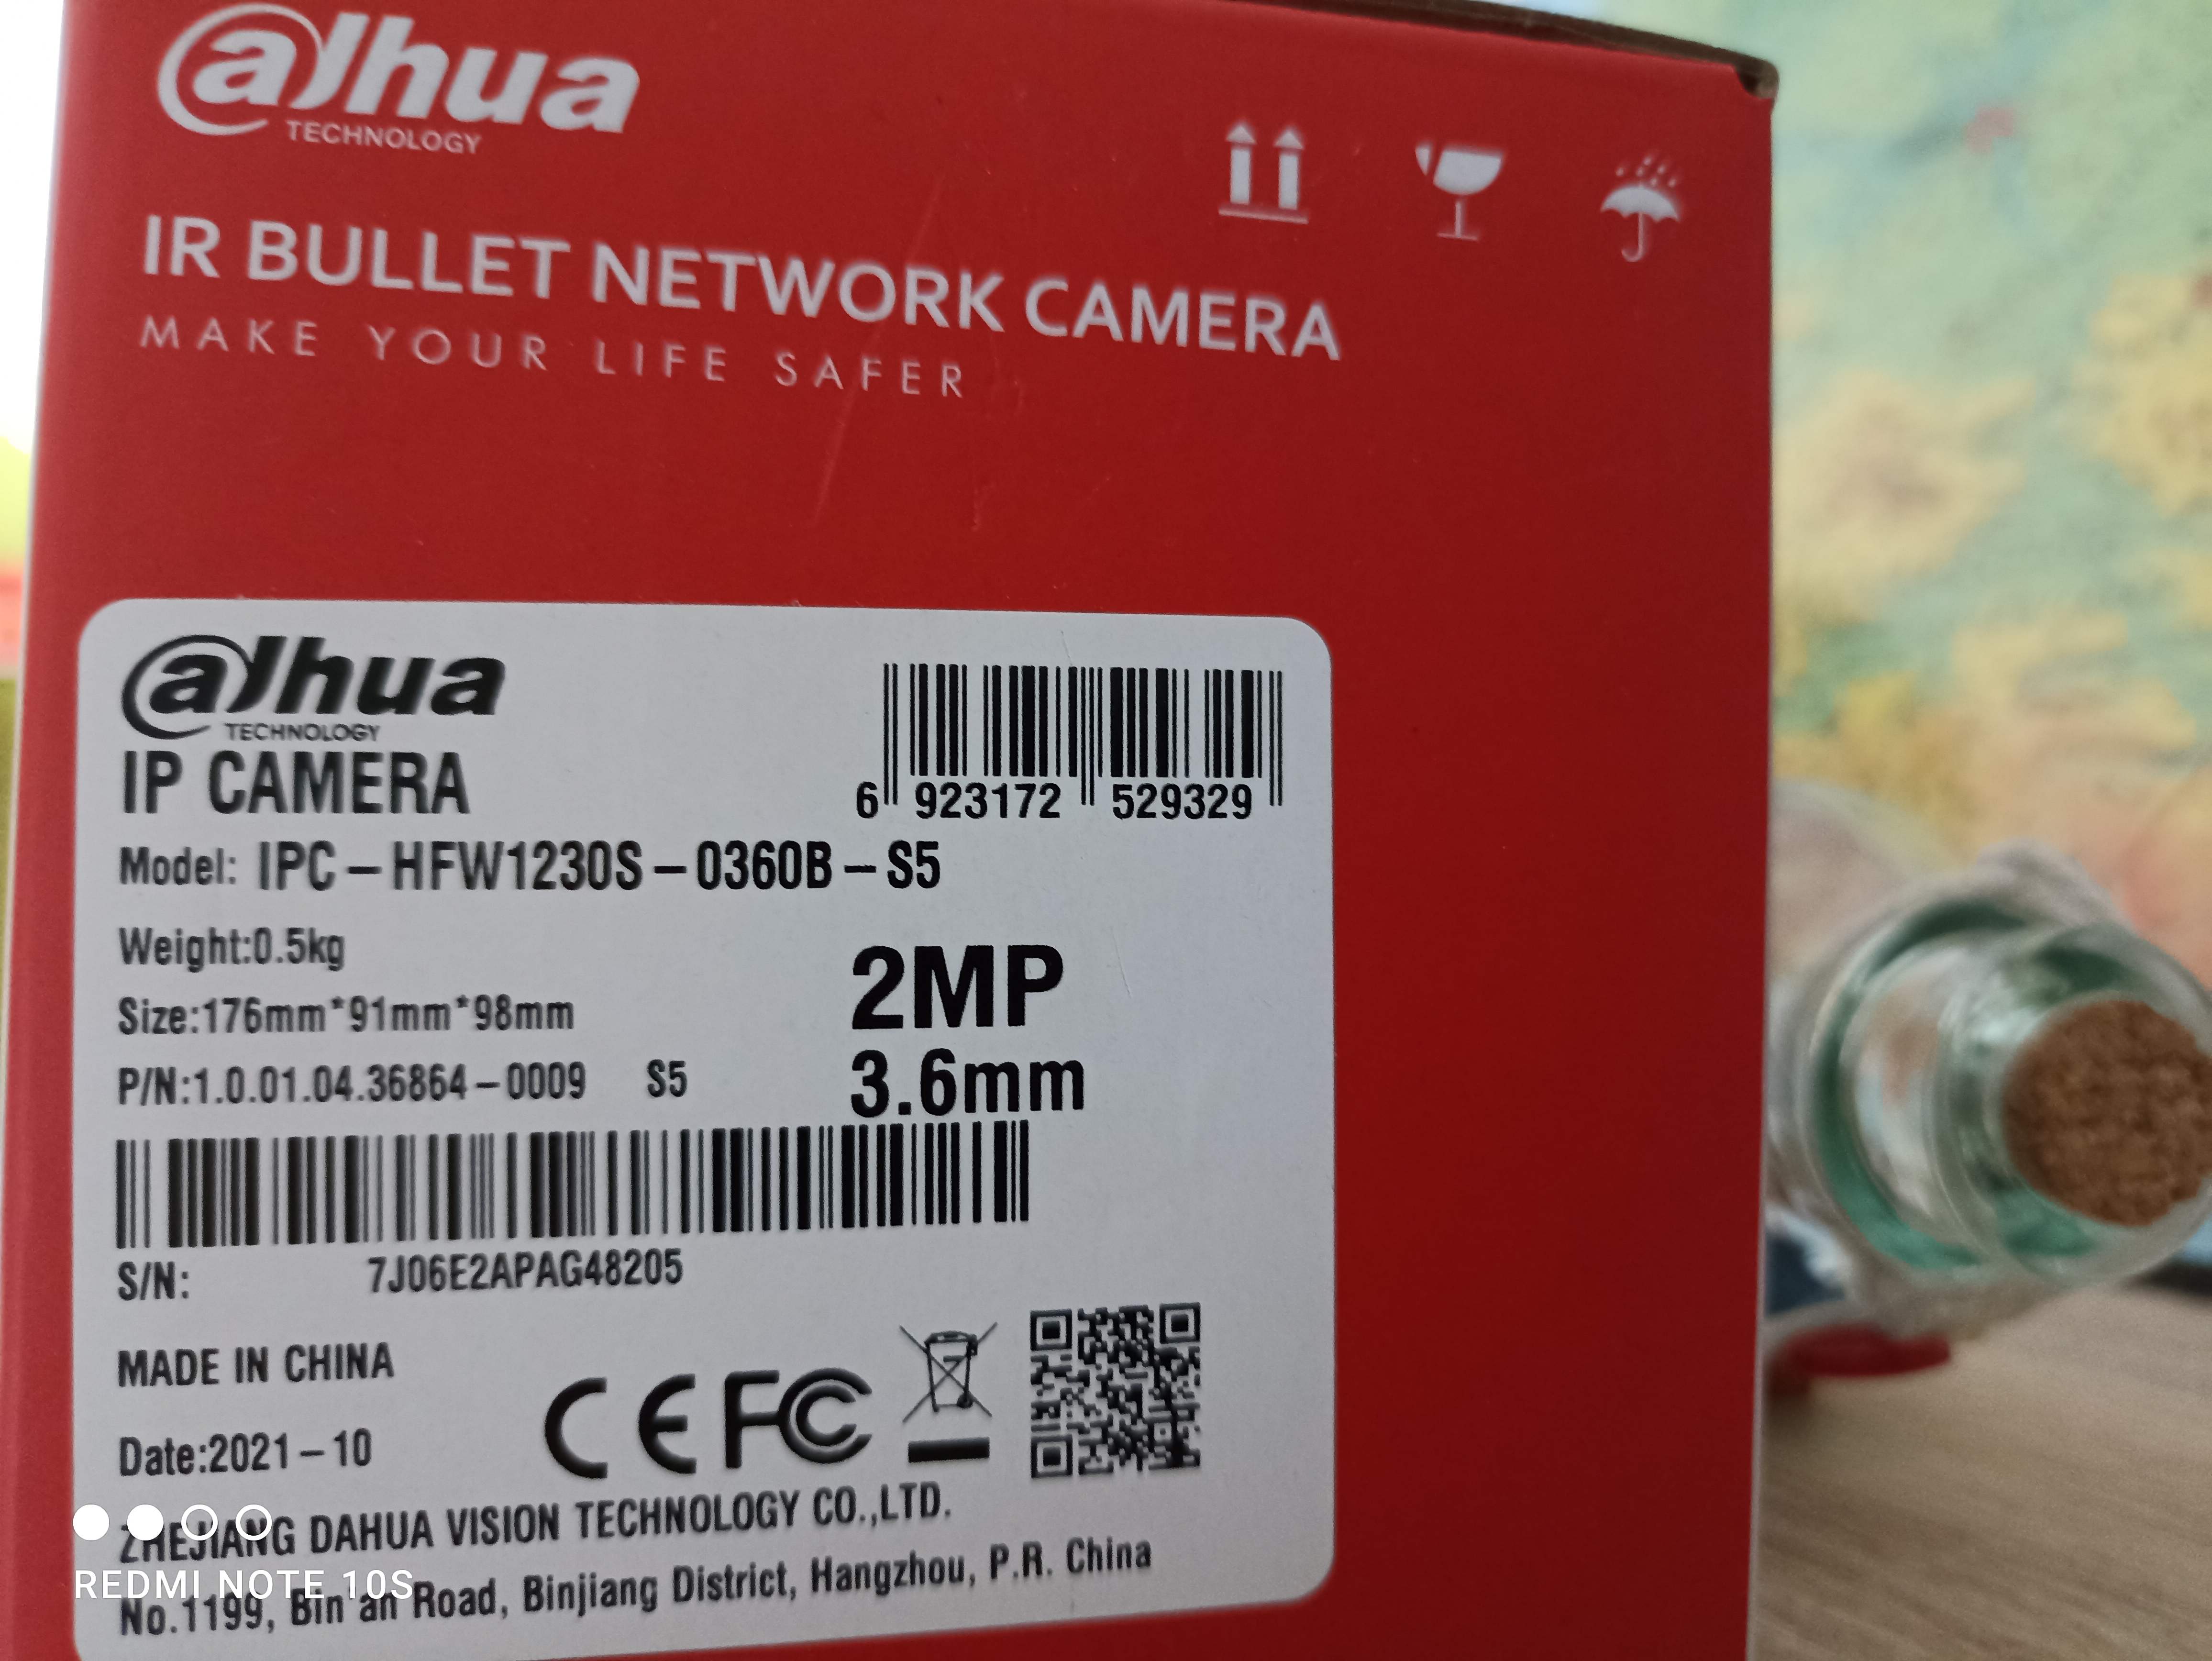 alhua
TECHNOLOGY
IR BULLET NETWORK CAMERA
MAKE YOUR LIFE SAFER
alhua
TECHNOLOGY
IP CAMERA
6 923172 529329
Model: IPC-HFW1230S-0360B-S5
Weight:0.5kg
2MP
Size:176mm*91mm*98mm
3.6mm
P/N:1.0.01.04.36864-0009 S5
S/N: 7J06E2APAG48205
MADE IN CHINA
CE FC
Date:2021-10
ZHEJIANG DAHUA VISION TECHNOLOGY CO.,LTD.
No.1199, Bin'an Road, Binjiang District, Hangzhou, P.R. China
REDMI NOTE 10S